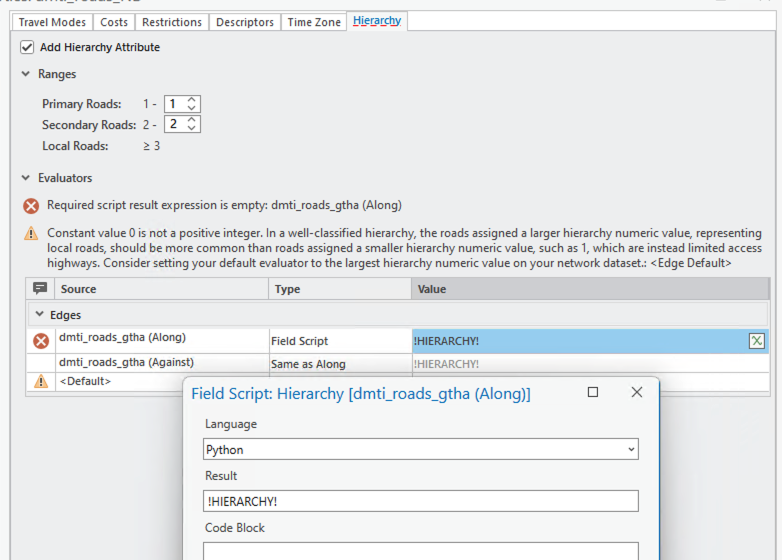 Travel Modes Costs Restrictions Descriptors Time Zone Hierarchy
Add Hierarchy Attribute
Ranges
Primary Roads: 1 - 1
Secondary Roads: 2 - 2
Local Roads: ≥ 3
Evaluators
Required script result expression is empty: dmti_roads_gtha (Along)
Constant value 0 is not a positive integer. In a well-classified hierarchy, the roads assigned a larger hierarchy numeric value, representing
local roads, should be more common than roads assigned a smaller hierarchy numeric value, such as 1, which are instead limited access
highways. Consider setting your default evaluator to the largest hierarchy numeric value on your network dataset.: <Edge Default>
Source Type Value
Edges
dmti_roads_gtha (Along) Field Script !HIERARCHY!
dmti_roads_gtha (Against) Same as Along !HIERARCHY!
<Default>
Field Script: Hierarchy [dmti_roads_gtha (Along)]
Language
Python
Result
!HIERARCHY!
Code Block